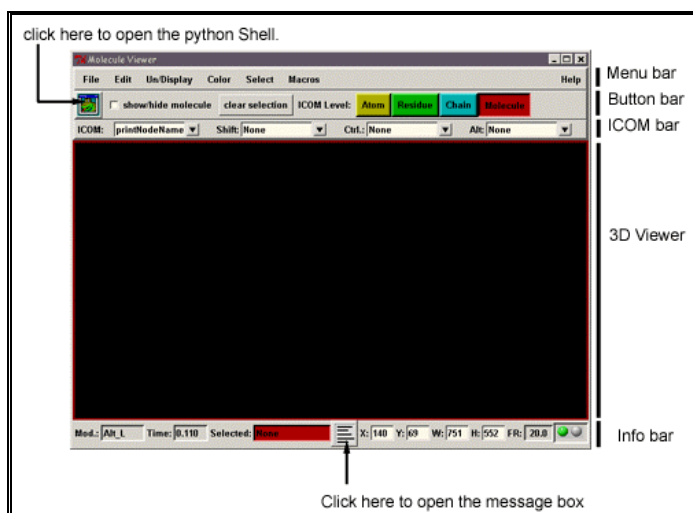 click here to open the python Shell.
Molecule Viewer
File Edit Un/Display Color Select Macros Help
Menu bar
show/hide molecule clear selection ICOM Level: Atom Residue Chain Molecule
Button bar
ICOM: printNodeName Shift: None Ctrl.: None Alt: None
ICOM bar
3D Viewer
Mod.: Alt_L Time: 0.110 Selected: None X: 140 Y: 69 W: 751 H: 552 FR: 20.0
Info bar
Click here to open the message box